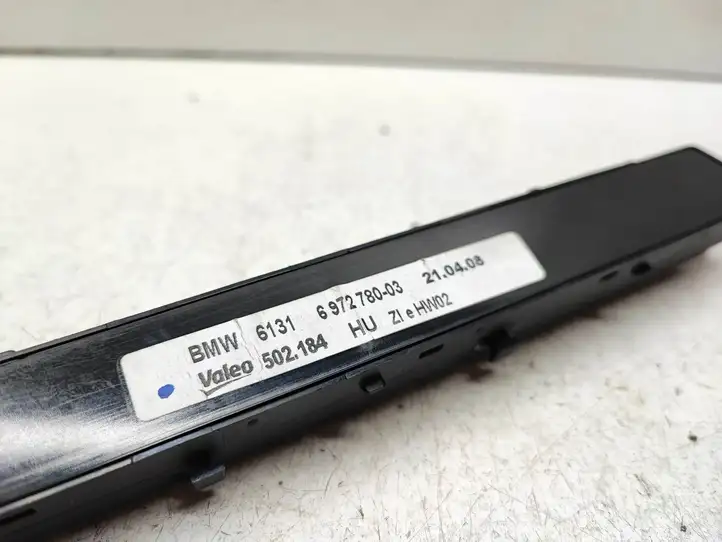 BMW 6131 6 972 780-03 21.04.08
Valeo 502.184 HU ZI e HW02